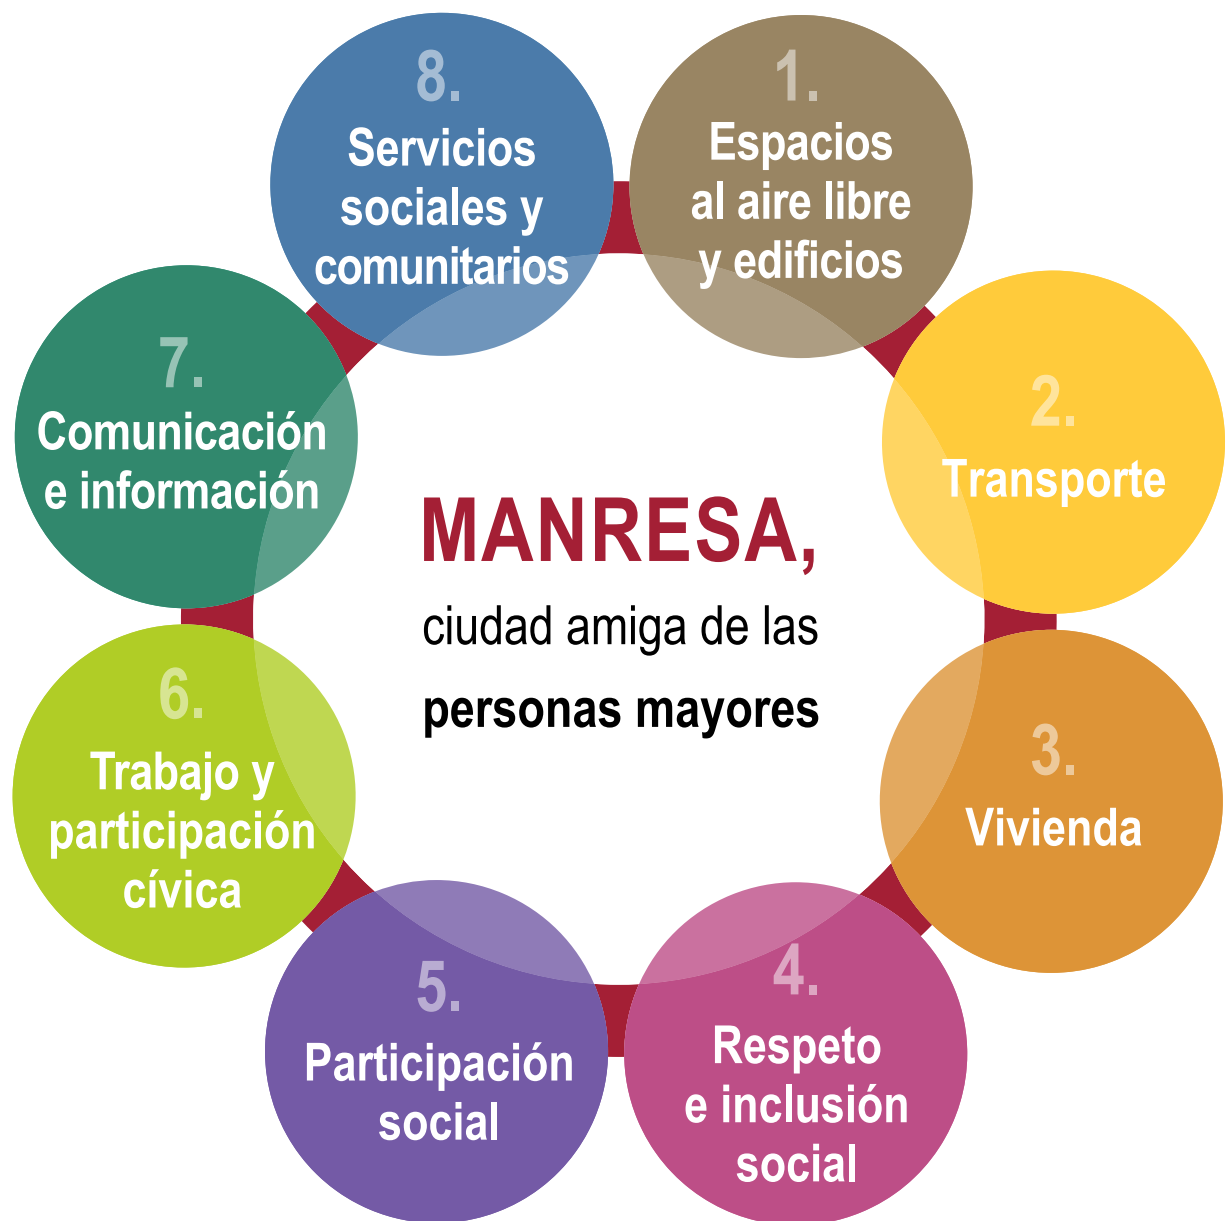 MANRESA,
ciudad amiga de las
personas mayores
1.
Espacios
al aire libre
y edificios
2.
Transporte
3.
Vivienda
4.
Respeto
e inclusión
social
5.
Participación
social
6.
Trabajo y
participación
cívica
7.
Comunicación
e información
8.
Servicios
sociales y
comunitarios